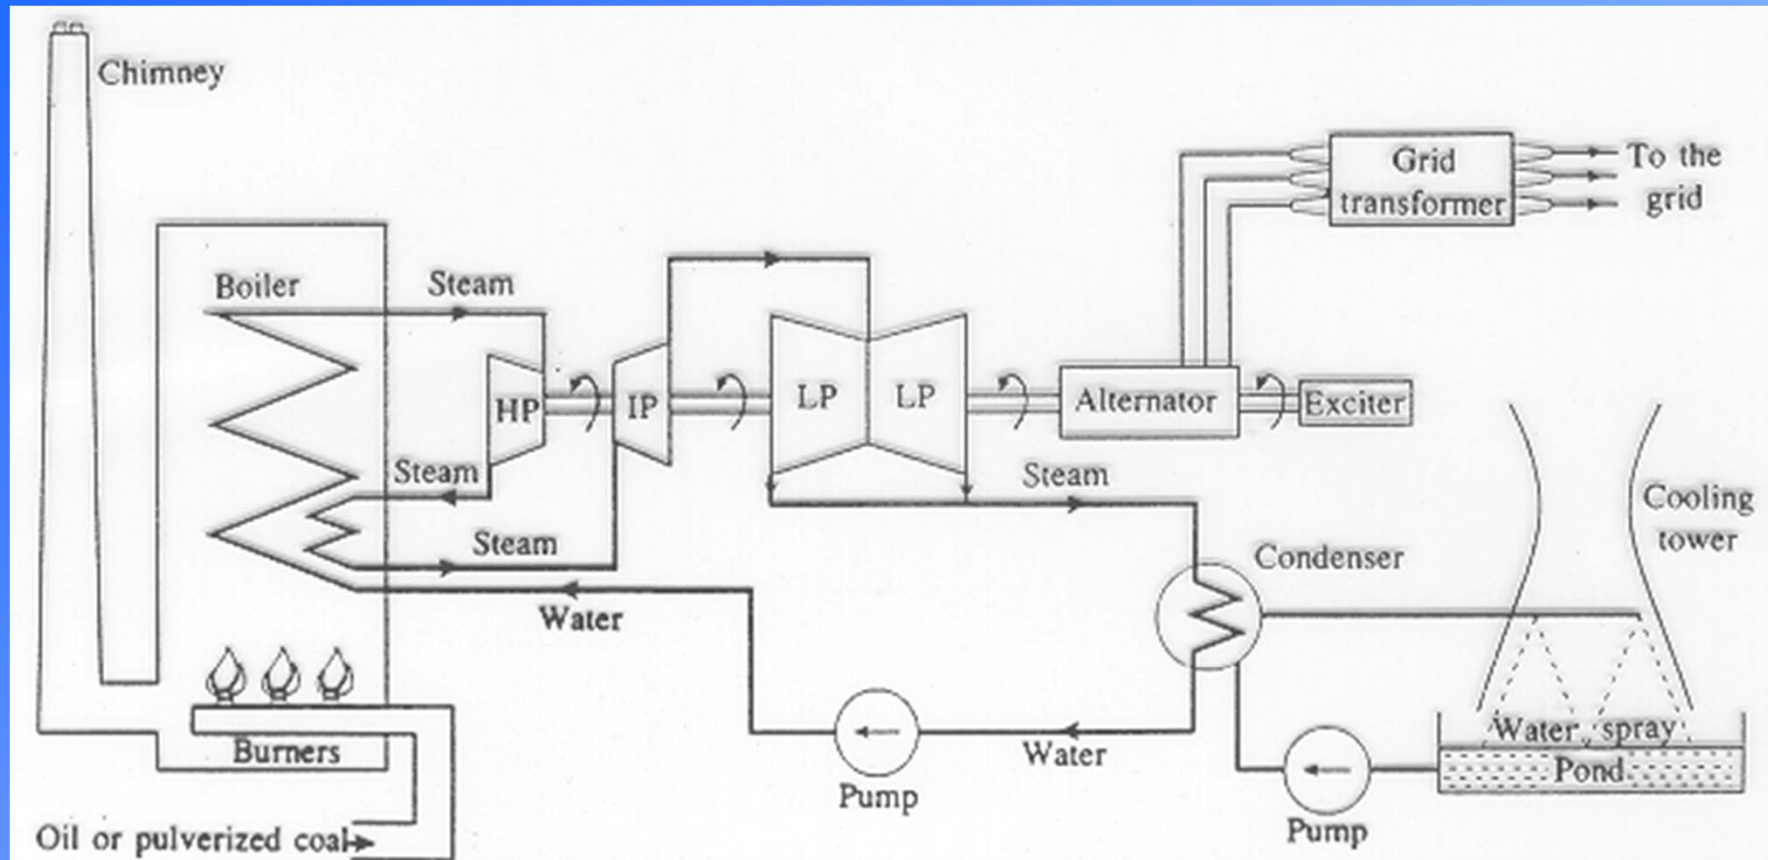 Chimney
Grid
transformer
To the
grid
Boiler
Steam
HP
IP
LP
LP
Alternator
Exciter
Steam
Steam
Steam
Cooling
tower
Condenser
Water
Burners
Water
Pump
Water spray
Pond
Pump
Oil or pulverized coal